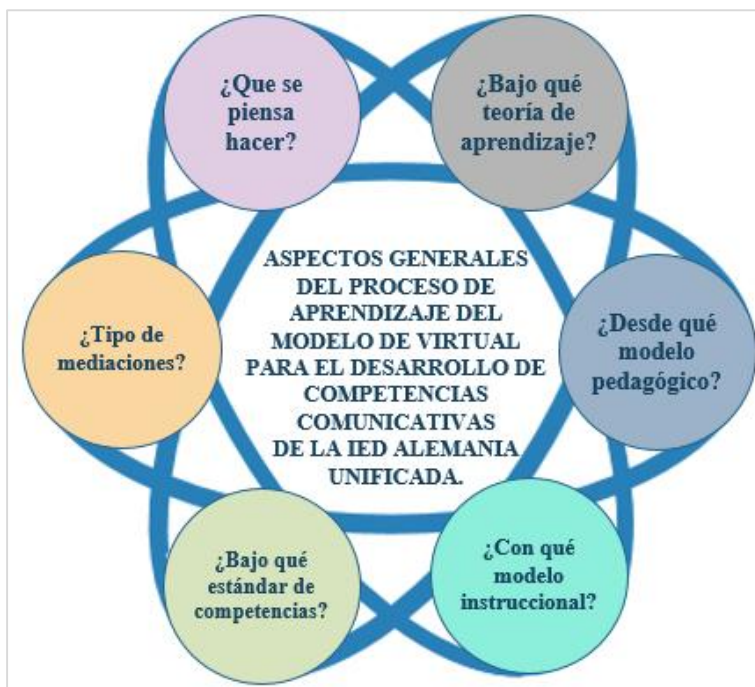 ¿Que se
piensa
hacer?
¿Bajo qué
teoría de
aprendizaje?
ASPECTOS GENERALES
DEL PROCESO DE
APRENDIZAJE DEL
MODELO DE VIRTUAL
PARA EL DESARROLLO DE
COMPETENCIAS
COMUNICATIVAS
DE LA IED ALEMANIA
UNIFICADA.
¿Tipo de
mediaciones?
¿Desde qué
modelo
pedagógico?
¿Bajo qué
estándar de
competencias?
¿Con qué
modelo
instruccional?